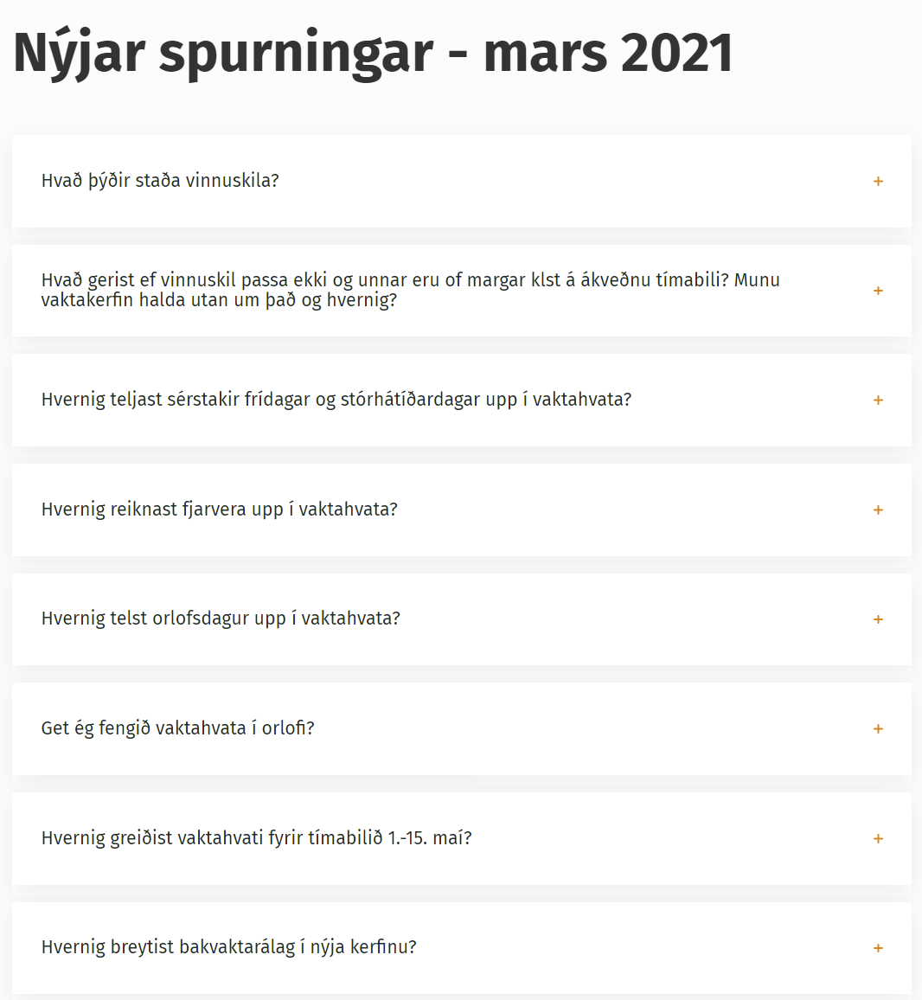 Nýjar spurningar - mars 2021
Hvað þýðir staða vinnuskila?
+
Hvað gerist ef vinnuskil passa ekki og unnar eru of margar klst á ákveðnu tímabili? Munu
vaktakerfin halda utan um það og hvernig?
+
Hvernig teljast sérstakir frídagar og stórhátíðardagar upp í vaktahvata?
+
Hvernig reiknast fjarvera upp í vaktahvata?
+
Hvernig telst orlofsdagur upp í vaktahvata?
+
Get ég fengið vaktahvata í orlofi?
+
Hvernig greiðist vaktahvati fyrir tímabilið 1.-15. maí?
+
Hvernig breytist bakvaktarálag í nýja kerfinu?
+